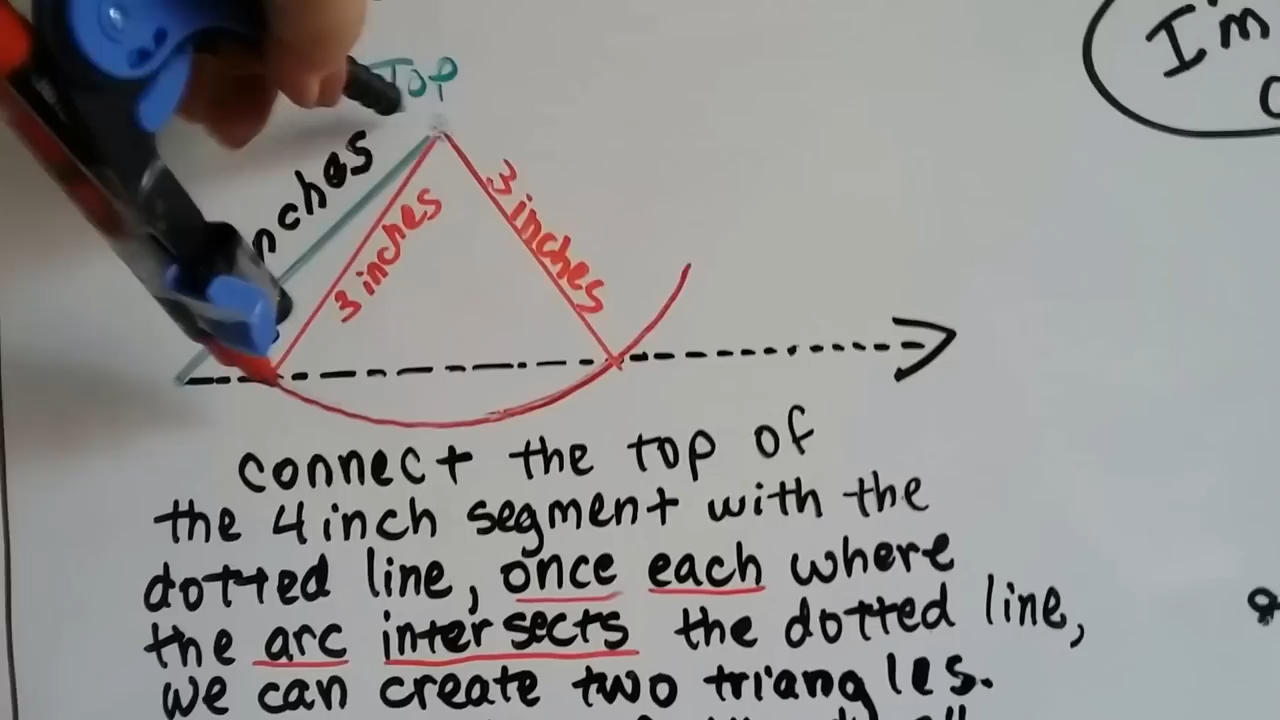 TOP
I'm
nches
3 inches
3 inches
connect the top of
the 4 inch segment with the
dotted line, once each where
the arc intersects the dotted line,
we can create two triangles.